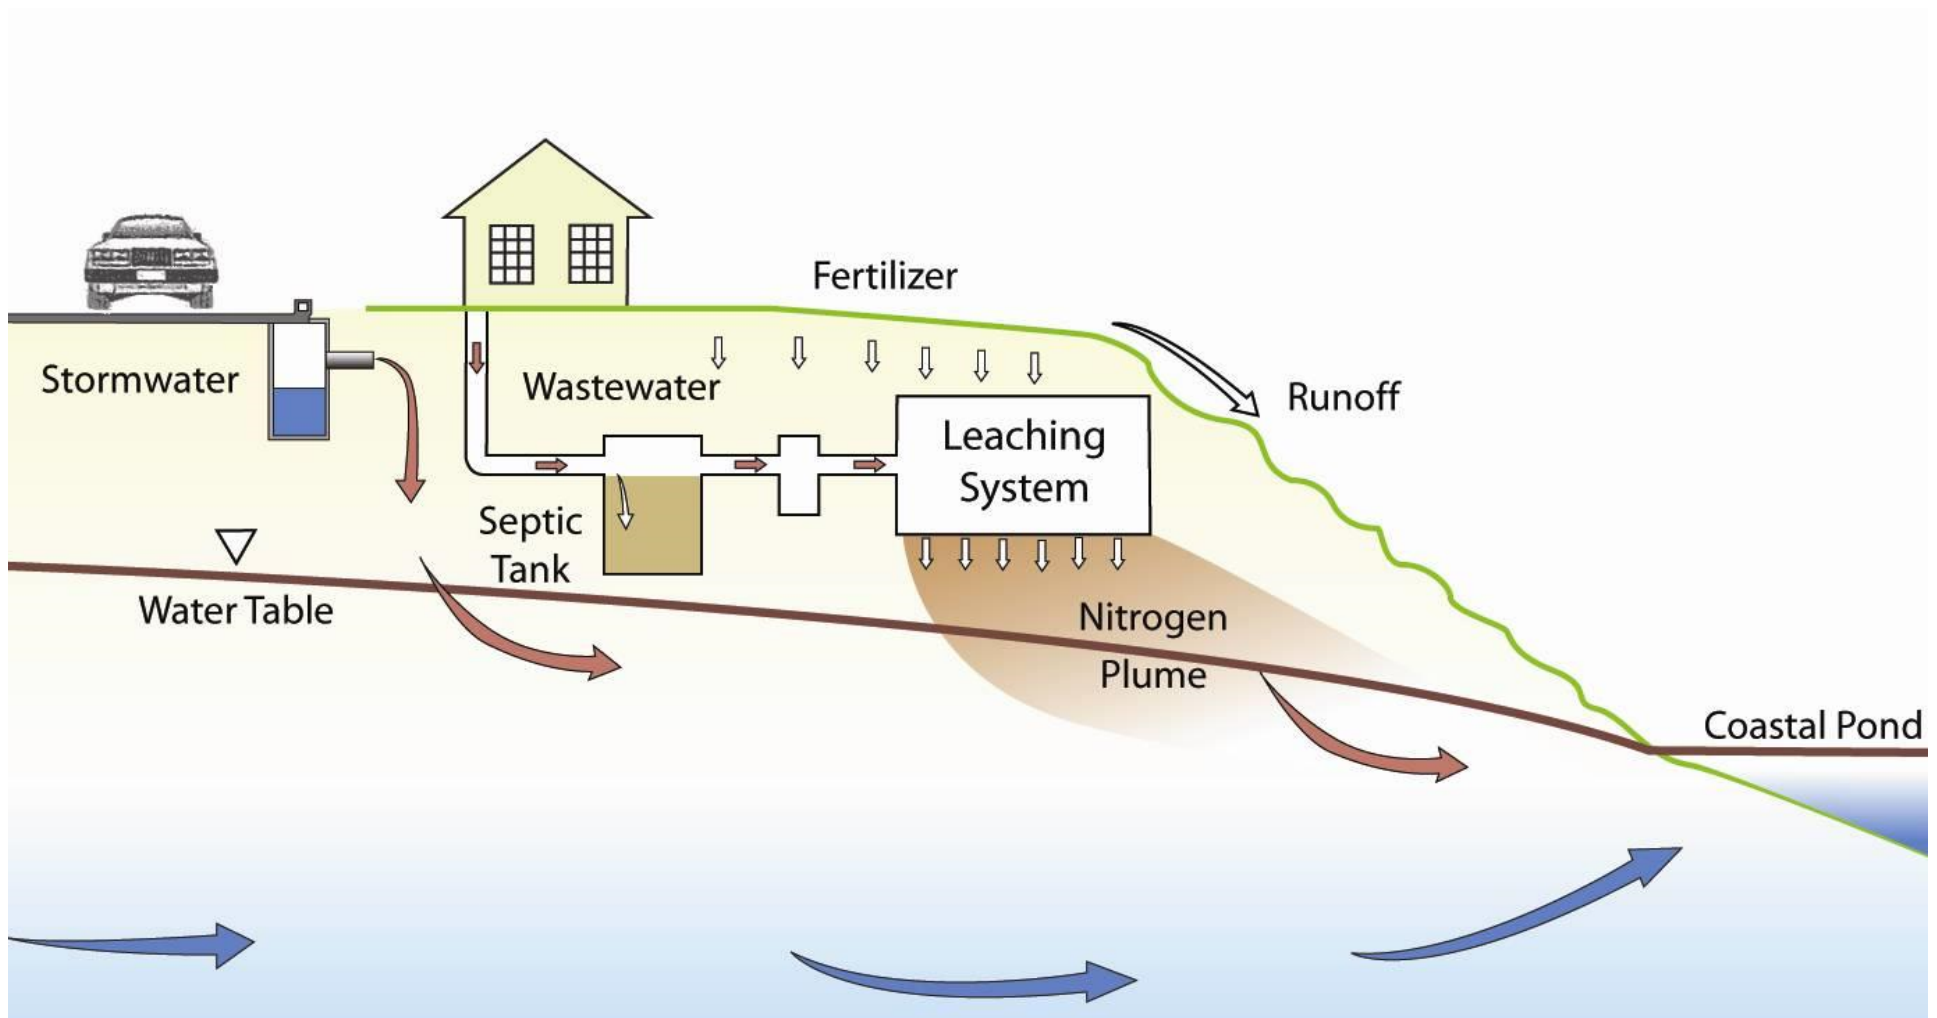 Fertilizer
Stormwater
Wastewater
Runoff
Leaching
System
Septic
Tank
Water Table
Nitrogen
Plume
Coastal Pond